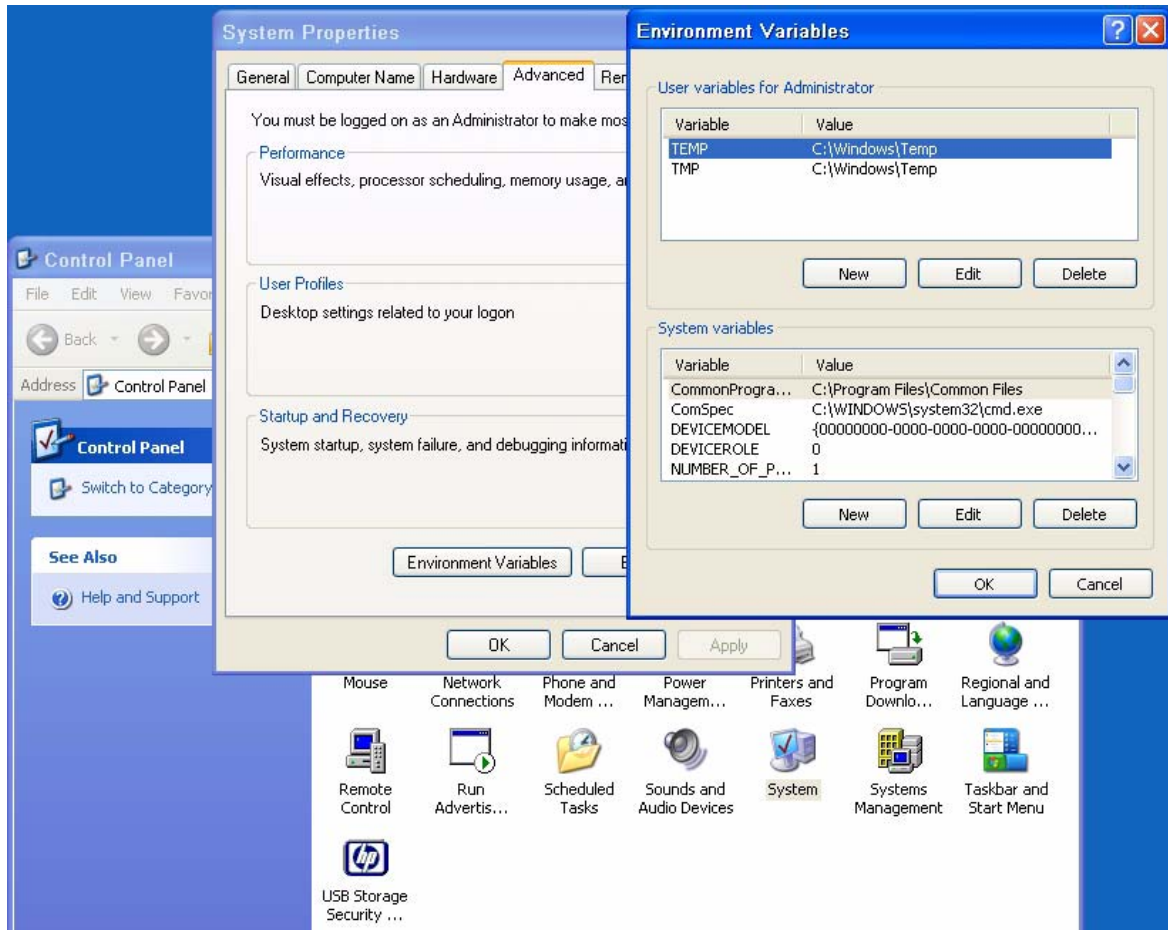 System Properties
General Computer Name Hardware Advanced Rem
You must be logged on as an Administrator to make mos
Performance
Visual effects, processor scheduling, memory usage, a
User Profiles
Desktop settings related to your logon
Startup and Recovery
System startup, system failure, and debugging informati
Environment Variables E
OK Cancel Apply
Environment Variables
User variables for Administrator
Variable Value
TEMP C:\Windows\Temp
TMP C:\Windows\Temp
New Edit Delete
System variables
Variable Value
CommonProgra... C:\Program Files\Common Files
ComSpec C:\WINDOWS\system32\cmd.exe
DEVICEMODEL -{00000000-0000-0000-0000-00000000...
DEVICEROLE 0
NUMBER_OF_P... 1
New Edit Delete
OK Cancel
Control Panel
File Edit View Favor
Back
Address Control Panel
Control Panel
Switch to Category
See Also
Help and Support
Mouse
Network
Connections
Phone and
Modem ...
Power
Managem...
Printers and
Faxes
Program
Downlo...
Regional and
Language ...
Remote
Control
Run
Advertis...
Scheduled
Tasks
Sounds and
Audio Devices
System
Systems
Management
Taskbar and
Start Menu
hp
USB Storage
Security ...